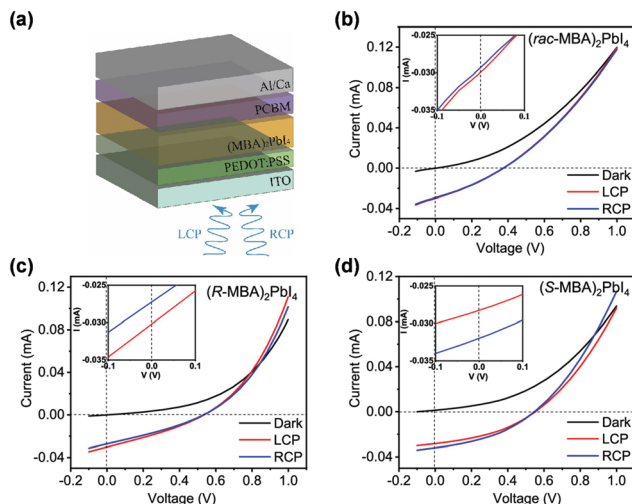 (a)
Al/Ca
PCBM
(MBA)₂PbI₄
PEDOT:PSS
ITO
LCP
RCP
(b)
(rac-MBA)₂PbI₄
Current (mA)
0.12
0.08
0.04
0.00
-0.04
-0.2 0.0 0.2 0.4 0.6 0.8 1.0
Voltage (V)
I (mA)
-0.025
-0.030
-0.035
-0.1 0.0 0.1
V (V)
Dark
LCP
RCP
(c)
(R-MBA)₂PbI₄
Current (mA)
0.12
0.08
0.04
0.00
-0.04
-0.2 0.0 0.2 0.4 0.6 0.8 1.0
Voltage (V)
I (mA)
-0.025
-0.030
-0.035
-0.1 0.0 0.1
V (V)
Dark
LCP
RCP
(d)
(S-MBA)₂PbI₄
Current (mA)
0.12
0.08
0.04
0.00
-0.04
-0.2 0.0 0.2 0.4 0.6 0.8 1.0
Voltage (V)
I (mA)
-0.025
-0.030
-0.035
-0.1 0.0 0.1
V (V)
Dark
LCP
RCP